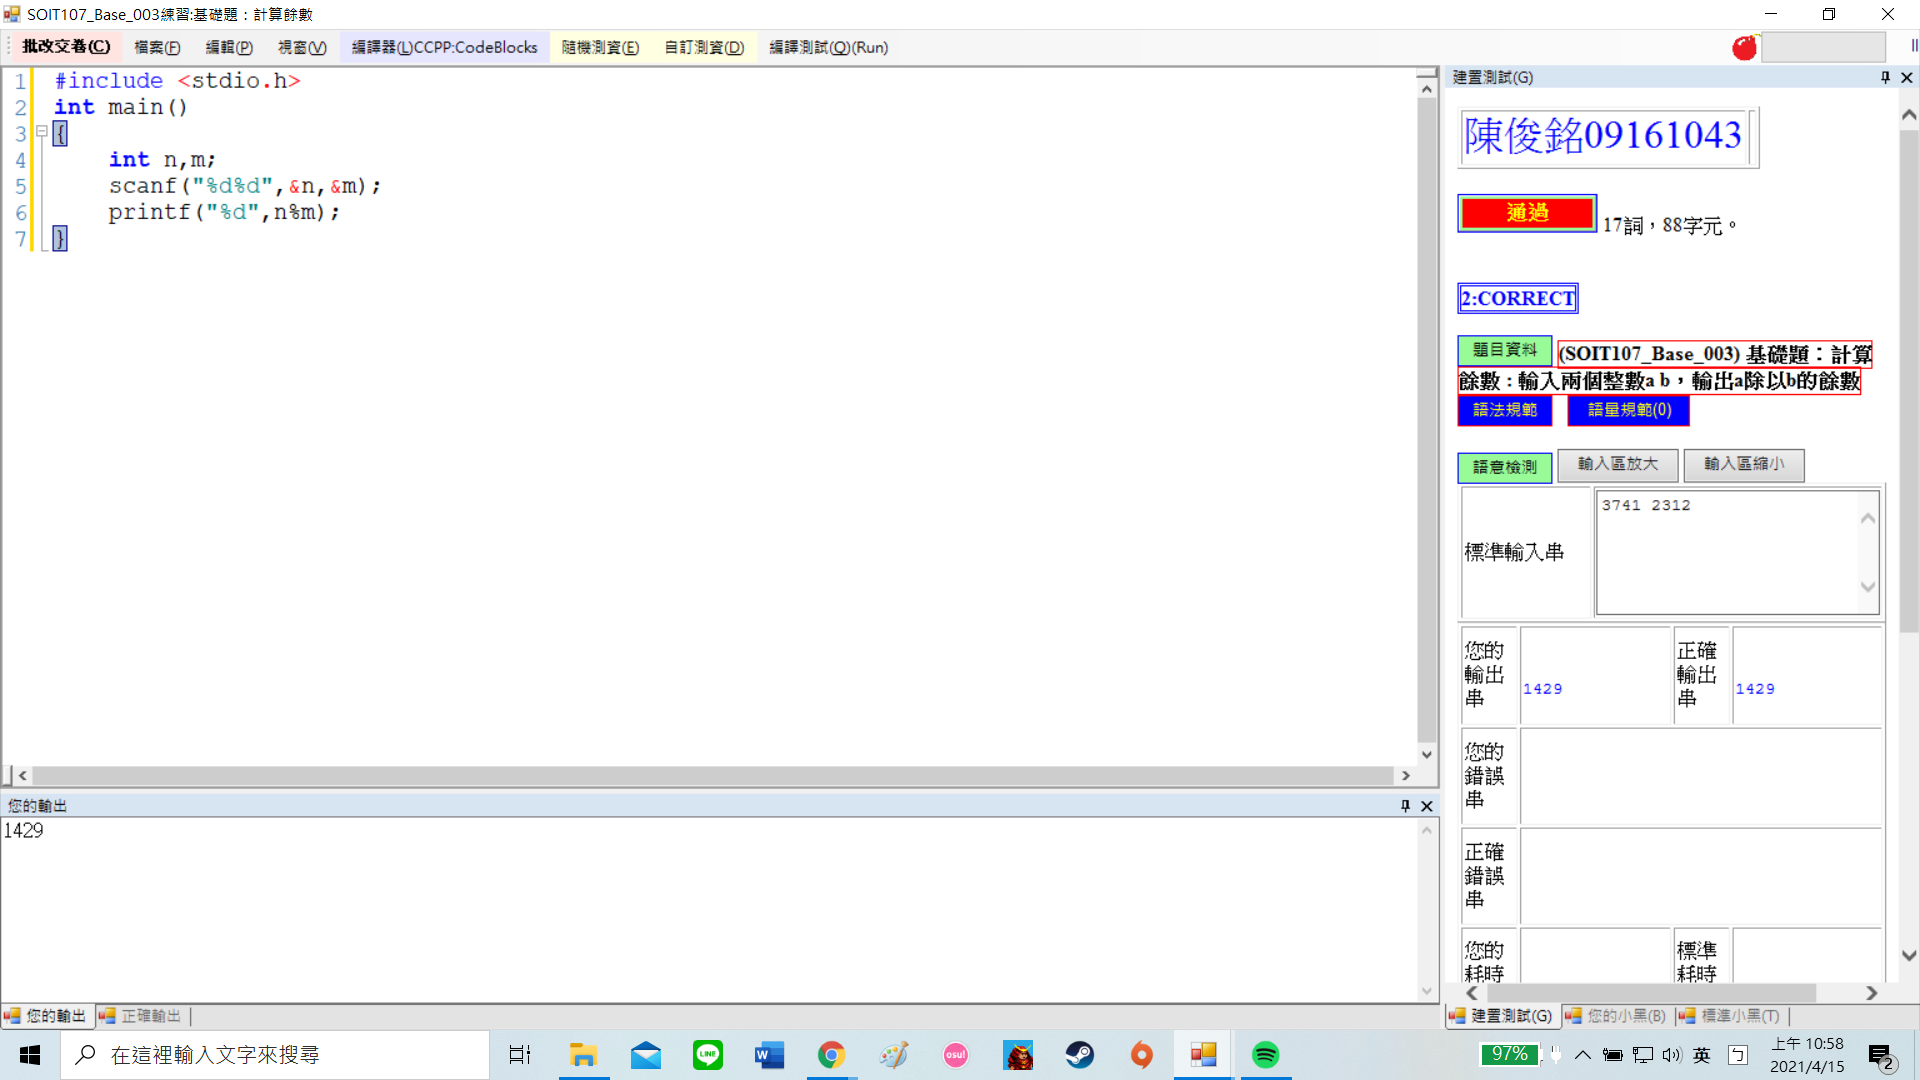 SOIT107_Base_003練習:基礎題：計算餘數
批改交卷(C) 檔案(F) 編輯(P) 視窗(V) 編譯器(L)CCPP:CodeBlocks 隨機測資(E) 自訂測資(D) 編譯測試(Q)(Run)
1 #include <stdio.h>
2 int main()
3 {
4 int n,m;
5 scanf("%d%d",&n,&m);
6 printf("%d",n%m);
7 }
您的輸出
1429
您的輸出 正確輸出
建置測試(G)
陳俊銘09161043
通過 17詞，88字元。
2:CORRECT
題目資料 (SOIT107_Base_003) 基礎題：計算
餘數：輸入兩個整數a b，輸出a除以b的餘數
語法規範 語量規範(0)
語意檢測 輸入區放大 輸入區縮小
標準輸入串 3741 2312
您的輸出串 1429 正確輸出串 1429
您的錯誤串
正確錯誤串
您的耗時 標準耗時
建置測試(G) 您的小黑(B) 標準小黑(T)
在這裡輸入文字來搜尋
LINE
W
osu!
97%
英
上午 10:58
2021/4/15
2